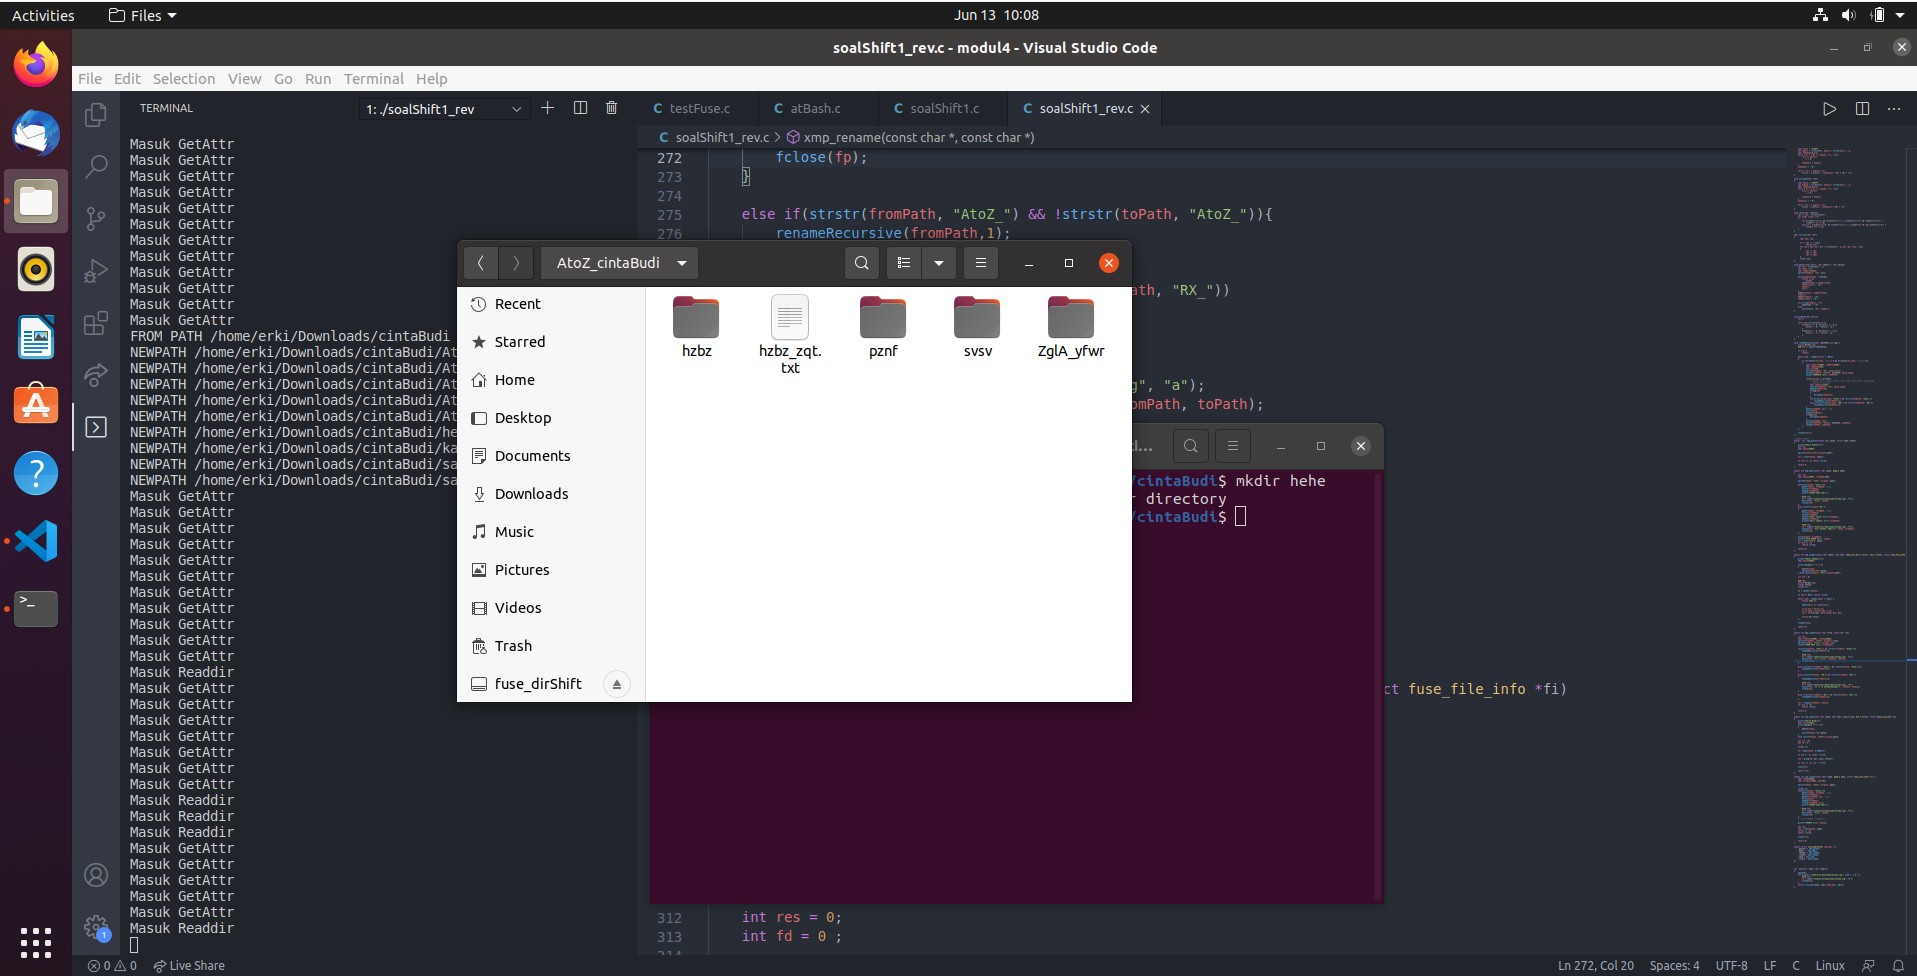 Activities Files Jun 13 10:08
soalShift1_rev.c - modul4 - Visual Studio Code
File Edit Selection View Go Run Terminal Help
TERMINAL 1: ./soalShift1_rev
Masuk GetAttr
Masuk GetAttr
Masuk GetAttr
Masuk GetAttr
Masuk GetAttr
Masuk GetAttr
Masuk GetAttr
Masuk GetAttr
Masuk GetAttr
Masuk GetAttr
Masuk GetAttr
Masuk GetAttr
FROM PATH /home/erki/Downloads/cintaBudi
NEWPATH /home/erki/Downloads/cintaBudi/At
NEWPATH /home/erki/Downloads/cintaBudi/At
NEWPATH /home/erki/Downloads/cintaBudi/At
NEWPATH /home/erki/Downloads/cintaBudi/At
NEWPATH /home/erki/Downloads/cintaBudi/At
NEWPATH /home/erki/Downloads/cintaBudi/he
NEWPATH /home/erki/Downloads/cintaBudi/ka
NEWPATH /home/erki/Downloads/cintaBudi/sa
NEWPATH /home/erki/Downloads/cintaBudi/sa
Masuk GetAttr
Masuk GetAttr
Masuk GetAttr
Masuk GetAttr
Masuk GetAttr
Masuk GetAttr
Masuk GetAttr
Masuk GetAttr
Masuk GetAttr
Masuk GetAttr
Masuk GetAttr
Masuk Readdir
Masuk GetAttr
Masuk GetAttr
Masuk GetAttr
Masuk GetAttr
Masuk GetAttr
Masuk GetAttr
Masuk GetAttr
Masuk Readdir
Masuk Readdir
Masuk Readdir
Masuk GetAttr
Masuk GetAttr
Masuk GetAttr
Masuk GetAttr
Masuk GetAttr
Masuk Readdir
testFuse.c atBash.c soalShift1.c soalShift1_rev.c
soalShift1_rev.c > xmp_rename(const char *, const char *)
272 fclose(fp);
273 }
274
275 else if(strstr(fromPath, "AtoZ_") && !strstr(toPath, "AtoZ_")){
276 renameRecursive(fromPath,1);
ath, "RX_"))
g", "a");
omPath, toPath);
ct fuse_file_info *fi)
312 int res = 0;
313 int fd = 0 ;
AtoZ_cintaBudi
Recent
Starred
Home
Desktop
Documents
Downloads
Music
Pictures
Videos
Trash
fuse_dirShift
hzbz
hzbz_zqt.
txt
pznf
svsv
ZglA_yfwr
i...
/cintaBudi$ mkdir hehe
r directory
/cintaBudi$
1
0 0 Live Share Ln 272, Col 20 Spaces: 4 UTF-8 LF C Linux